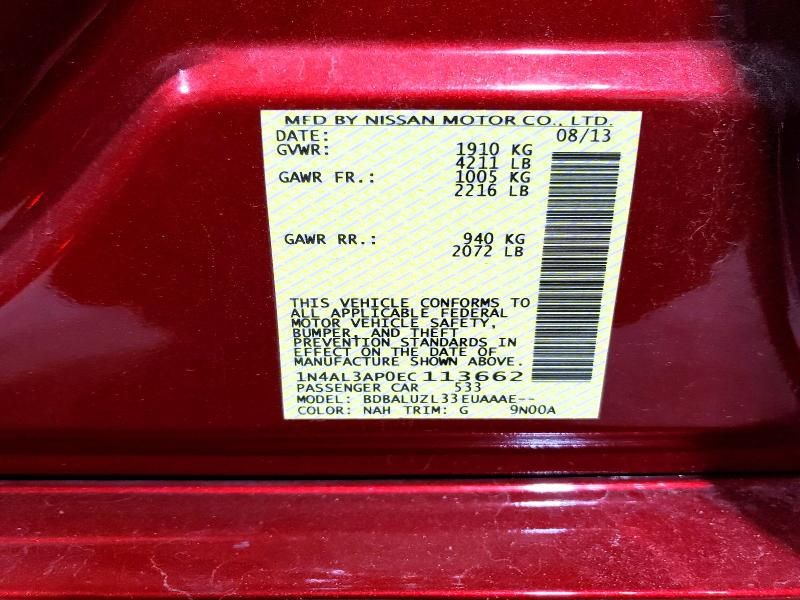 MFD BY NISSAN MOTOR CO., LTD.
DATE: 08/13
GVWR: 1910 KG
4211 LB
GAWR FR.: 1005 KG
2216 LB
GAWR RR.: 940 KG
2072 LB
THIS VEHICLE CONFORMS TO
ALL APPLICABLE FEDERAL
MOTOR VEHICLE SAFETY,
BUMPER, AND THEFT
PREVENTION STANDARDS IN
EFFECT ON THE DATE OF
MANUFACTURE SHOWN ABOVE.
1N4AL3AP0EC113662
PASSENGER CAR 533
MODEL: BDBALUZL33EUAAAE--
COLOR: NAH TRIM: G 9N00A